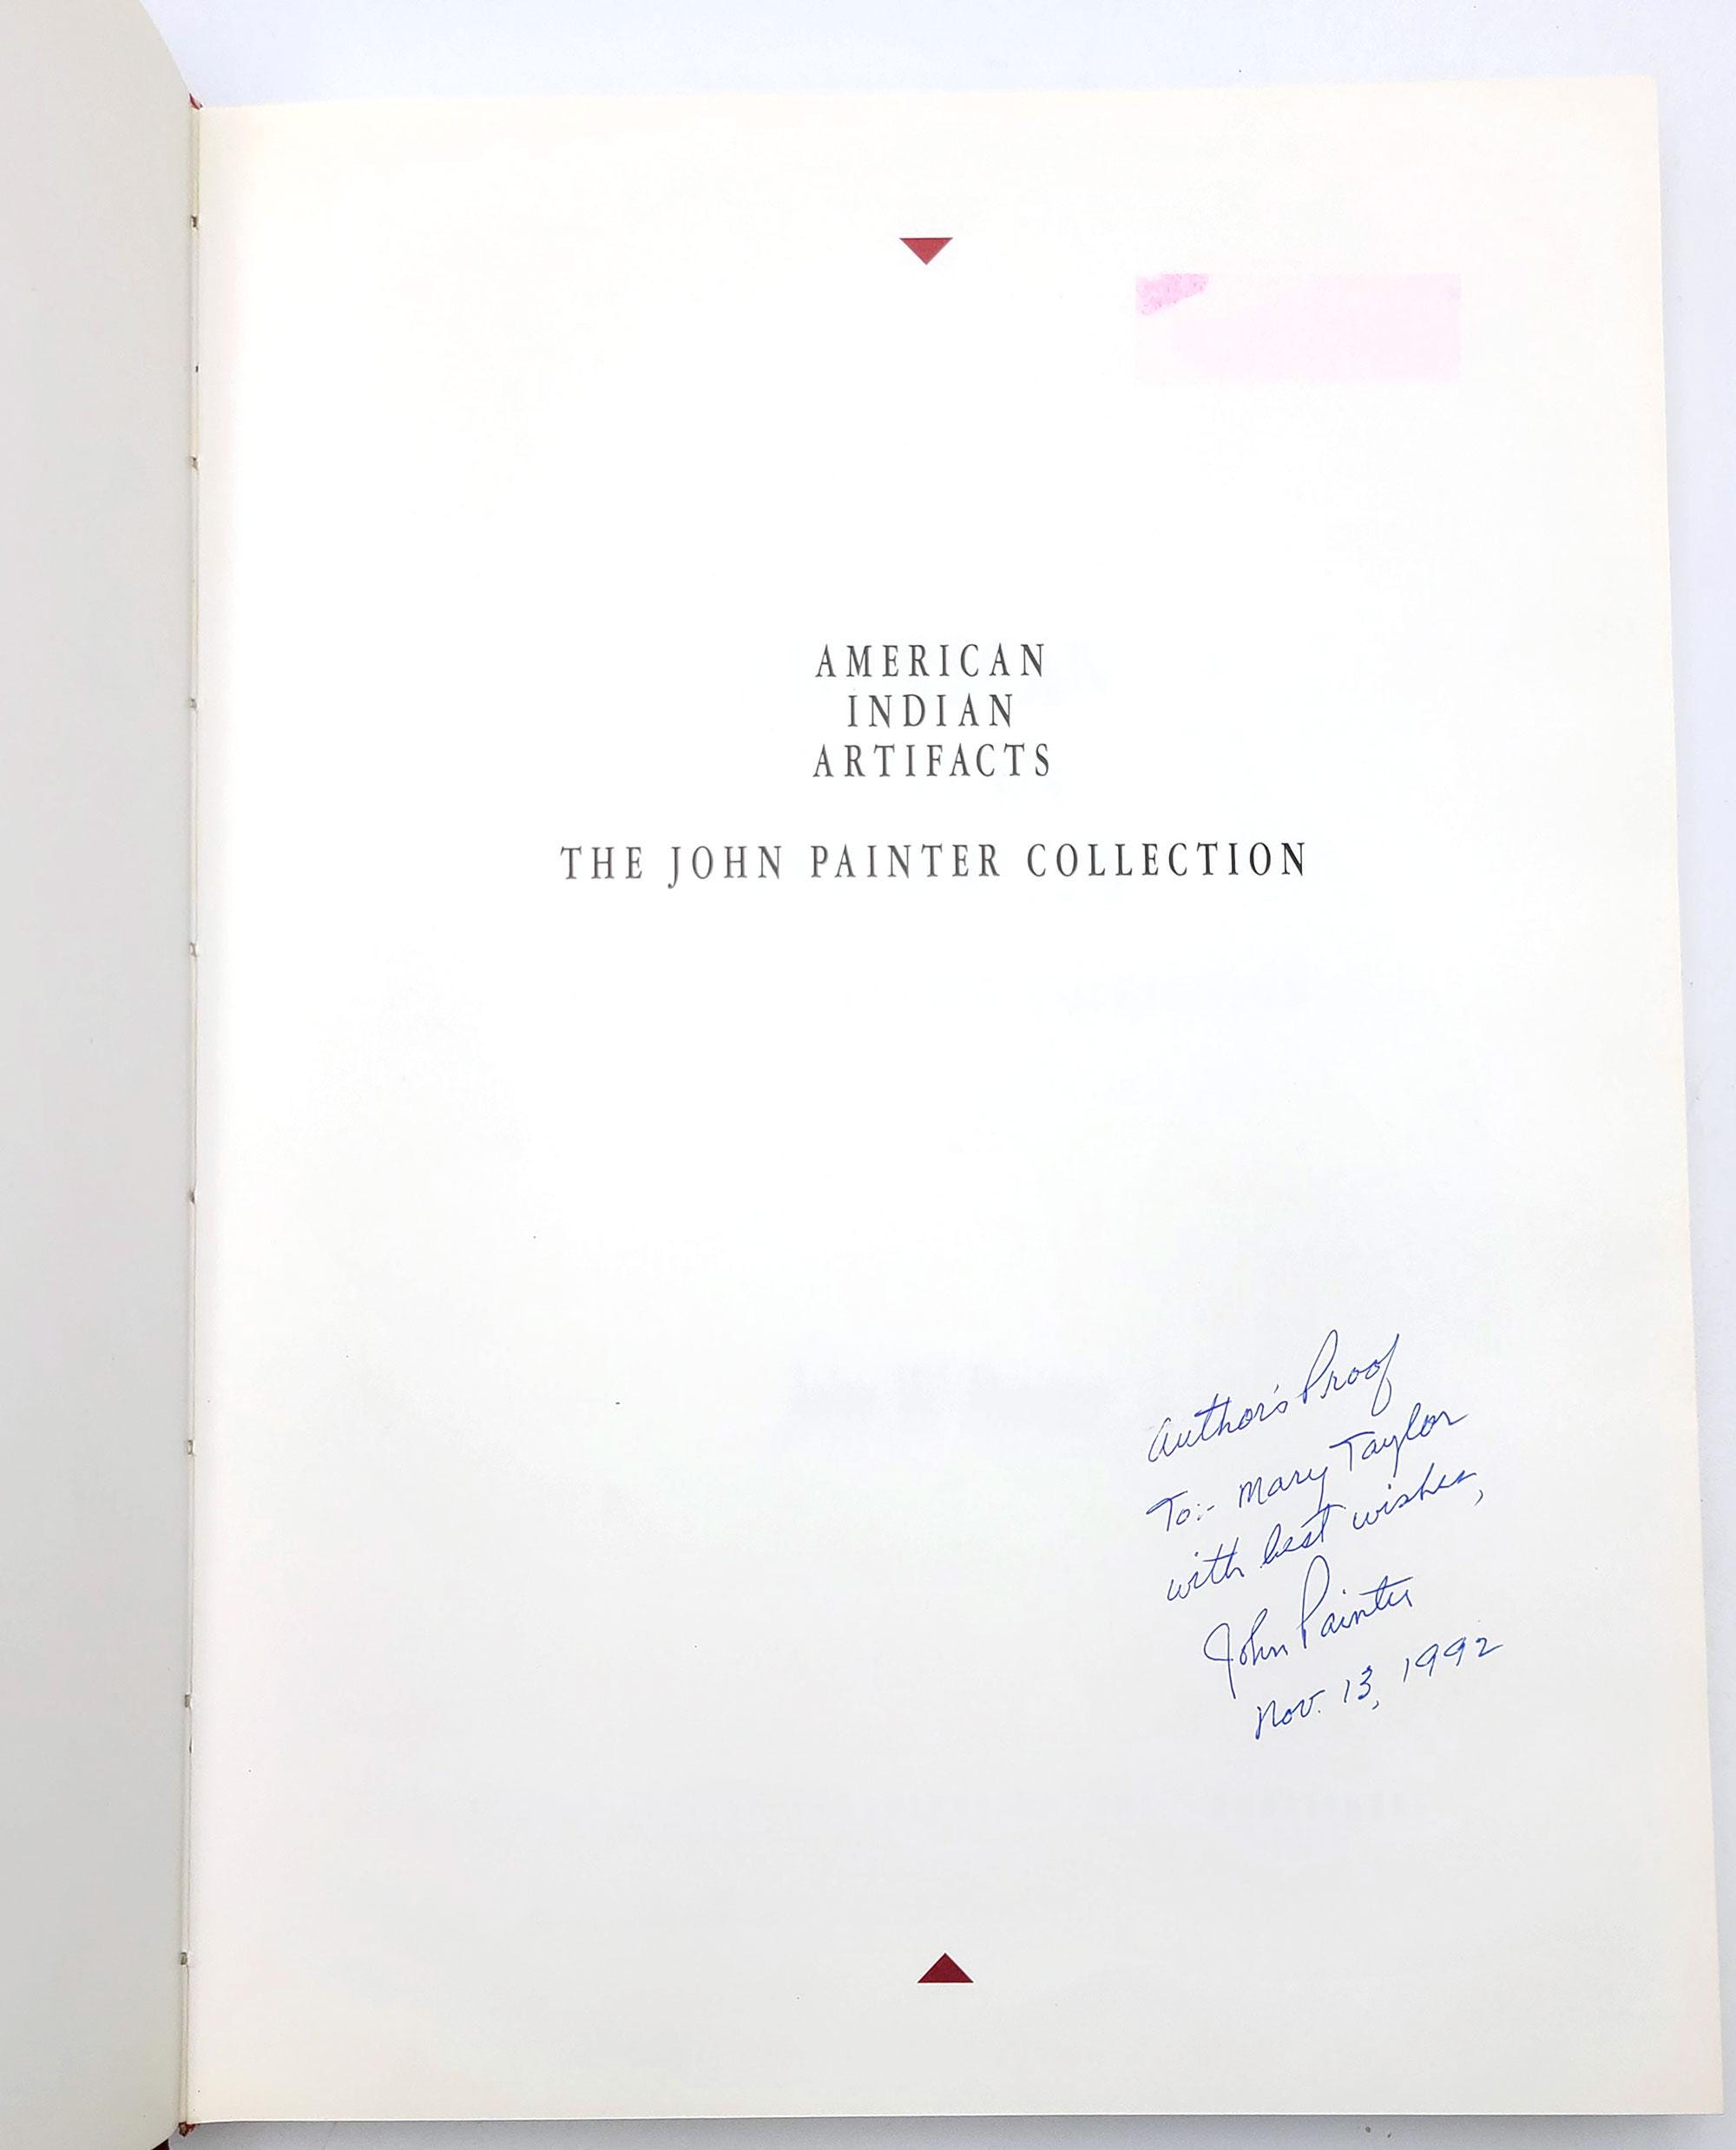 AMERICAN
INDIAN
ARTIFACTS
THE JOHN PAINTER COLLECTION
Author's Proof
To:- Mary Taylor
with best wishes,
John Painter
Nov. 13, 1992